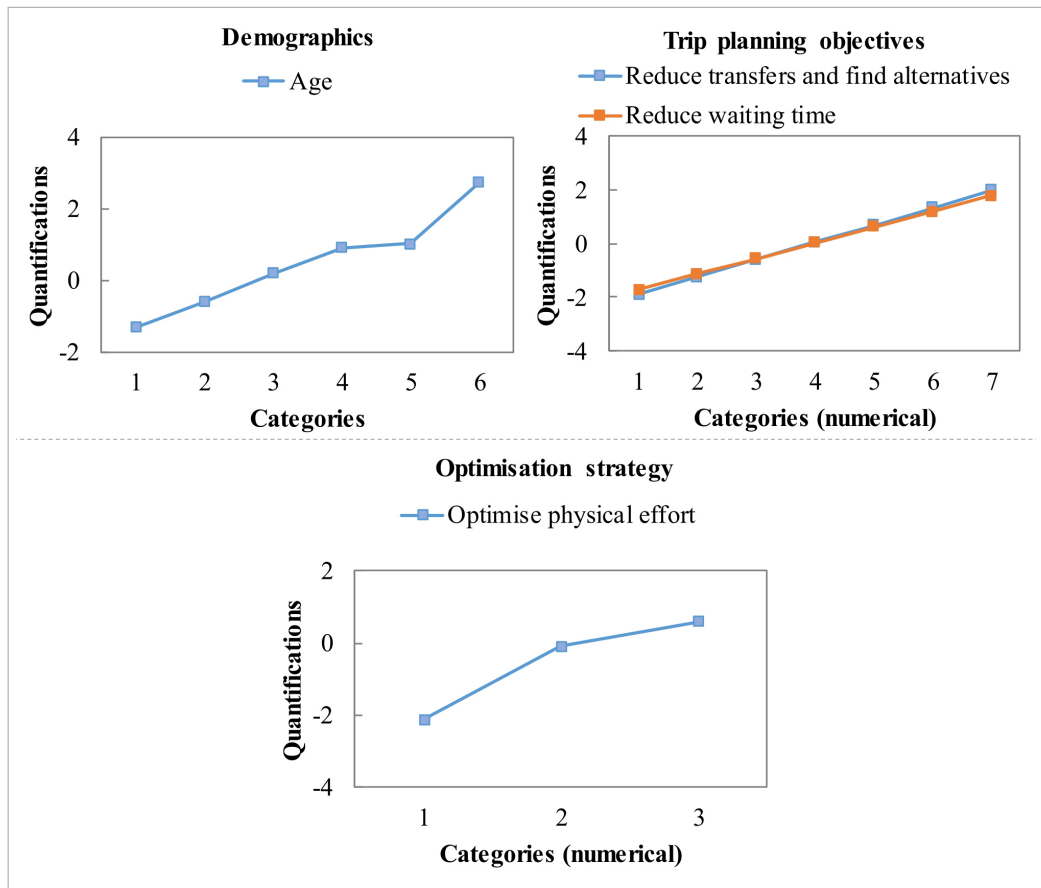 Demographics
Age
Quantifications
4
2
0
-2
1 2 3 4 5 6
Categories
Trip planning objectives
Reduce transfers and find alternatives
Reduce waiting time
Quantifications
4
2
0
-2
-4
1 2 3 4 5 6 7
Categories (numerical)
Optimisation strategy
Optimise physical effort
Quantifications
2
0
-2
-4
1 2 3
Categories (numerical)